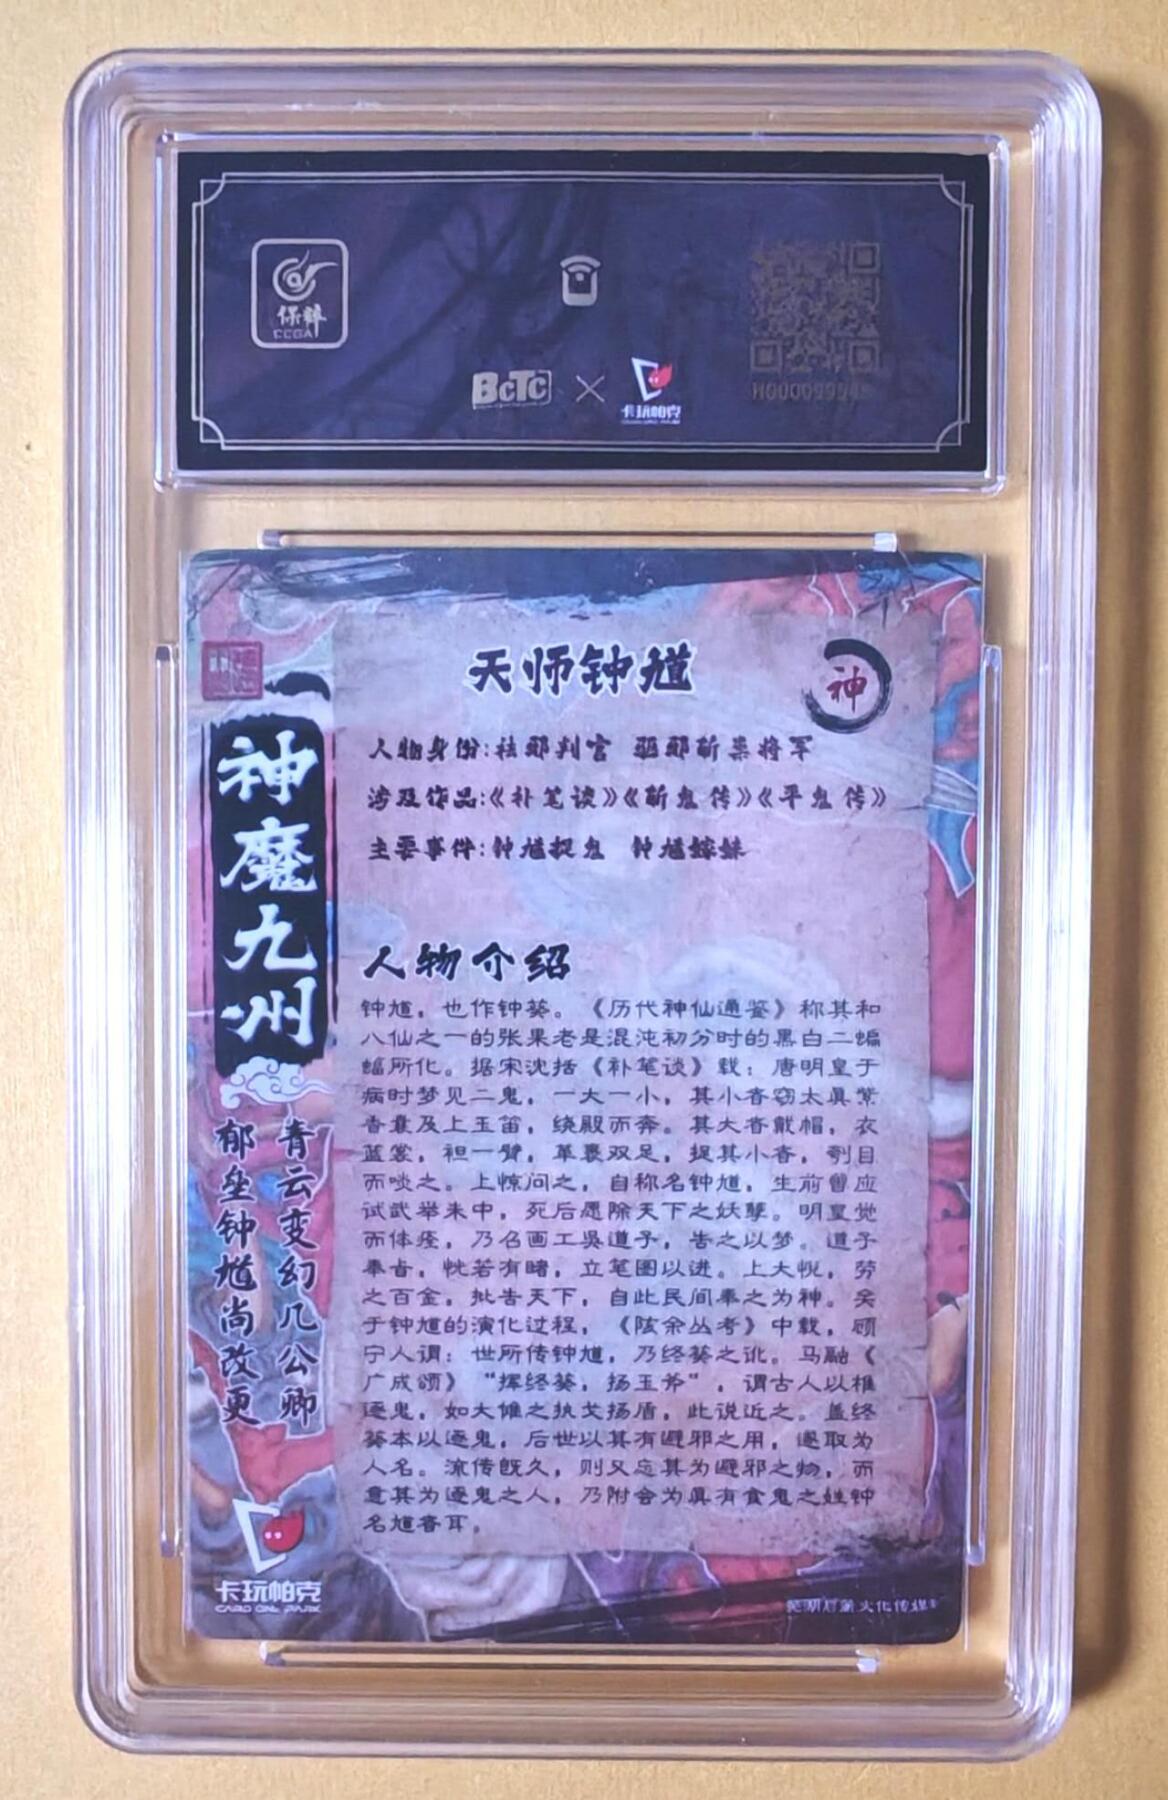 保粹
CCGA
BCTC × 卡玩帕克
天师钟馗
神
人物身份:祛邪判官 驱邪斩祟将军
涉及作品:《补笔谈》《斩鬼传》《平鬼传》
主要事件:钟馗捉鬼 钟馗嫁妹
神魔九州
青云变幻几公卿
郁垒钟馗尚改更
人物介绍
钟馗，也作钟葵。《历代神仙通鉴》称其和
八仙之一的张果老是混沌初分时的黑白二蝙
蝠所化。据宋沈括《补笔谈》载：唐明皇于
病时梦见二鬼，一大一小，其小者窃太真紫
香囊及上玉笛，绕殿而奔。其大者戴帽，衣
蓝裳，袒一臂，革裹双足，捉其小者，刳目
而啖之。上惊问之，自称名钟馗，生前曾应
试武举未中，死后愿除天下之妖孽。明皇觉
而体痊，乃召画工吴道子，告之以梦。道子
奉旨，恍若有睹，立笔图以进。上大悦，劳
之百金，批告天下，自此民间奉之为神。关
于钟馗的演化过程，《陔余丛考》中载，顾
宁人谓：世所传钟馗，乃终葵之讹。马融《
广成颂》“挥终葵，扬玉斧”，谓古人以椎
逐鬼，如大傩之执戈扬盾，此说近之。盖终
葵本以逐鬼，后世以其有避邪之用，遂取为
人名。流传既久，则又忘其为避邪之物，而
意其为逐鬼之人，乃附会为真有食鬼之姓钟
名馗者耳。
卡玩帕克
CARD ONE PARK